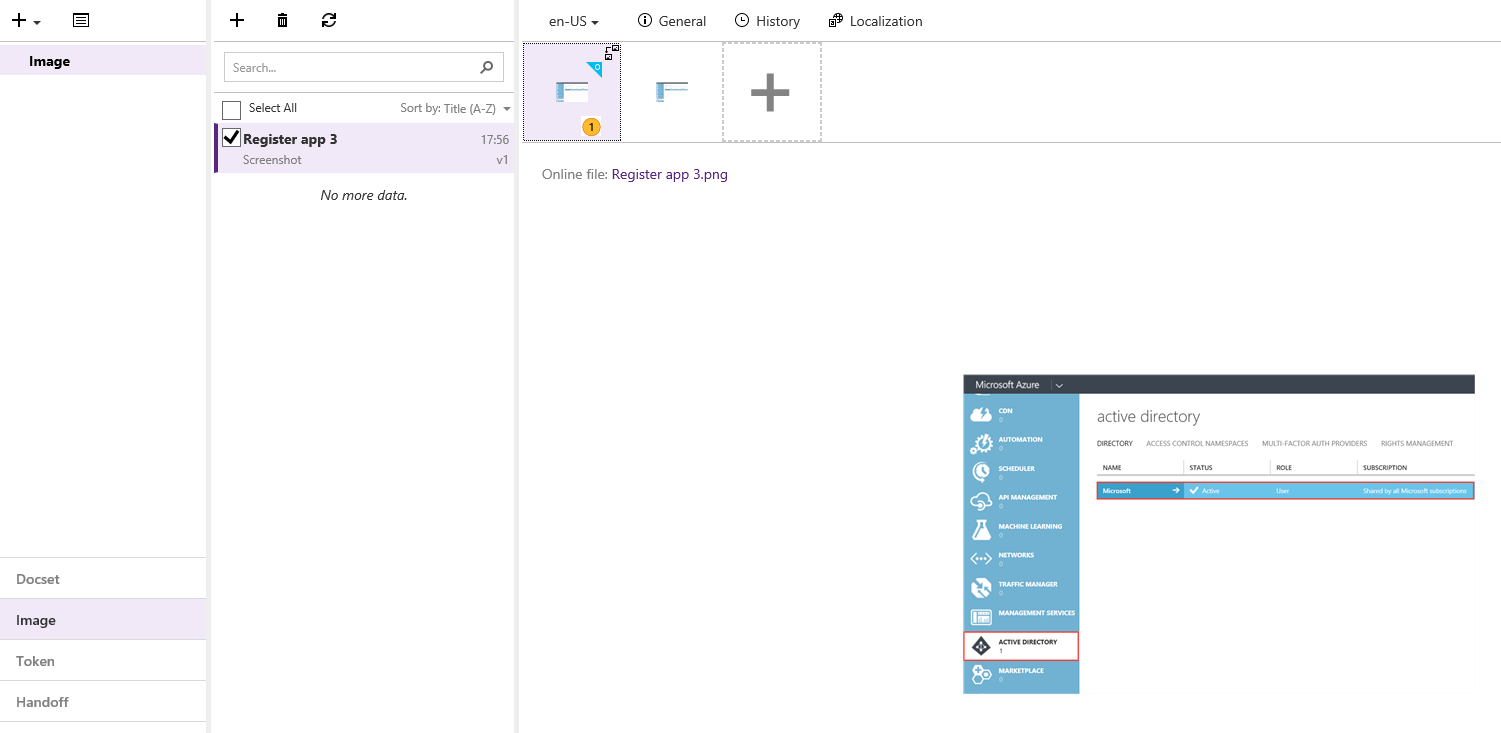 en-US General History Localization
Image
Search...
Select All Sort by: Title (A-Z)
Register app 3 17:56
Screenshot v1
No more data.
Docset
Image
Token
Handoff
1
Online file: Register app 3.png
Microsoft Azure
CDN
0
AUTOMATION
0
SCHEDULER
0
API MANAGEMENT
0
MACHINE LEARNING
0
NETWORKS
0
TRAFFIC MANAGER
0
MANAGEMENT SERVICES
ACTIVE DIRECTORY
1
MARKETPLACE
0
active directory
DIRECTORY ACCESS CONTROL NAMESPACES MULTI-FACTOR AUTH PROVIDERS RIGHTS MANAGEMENT
NAME STATUS ROLE SUBSCRIPTION
Microsoft Active User Shared by all Microsoft subscriptions